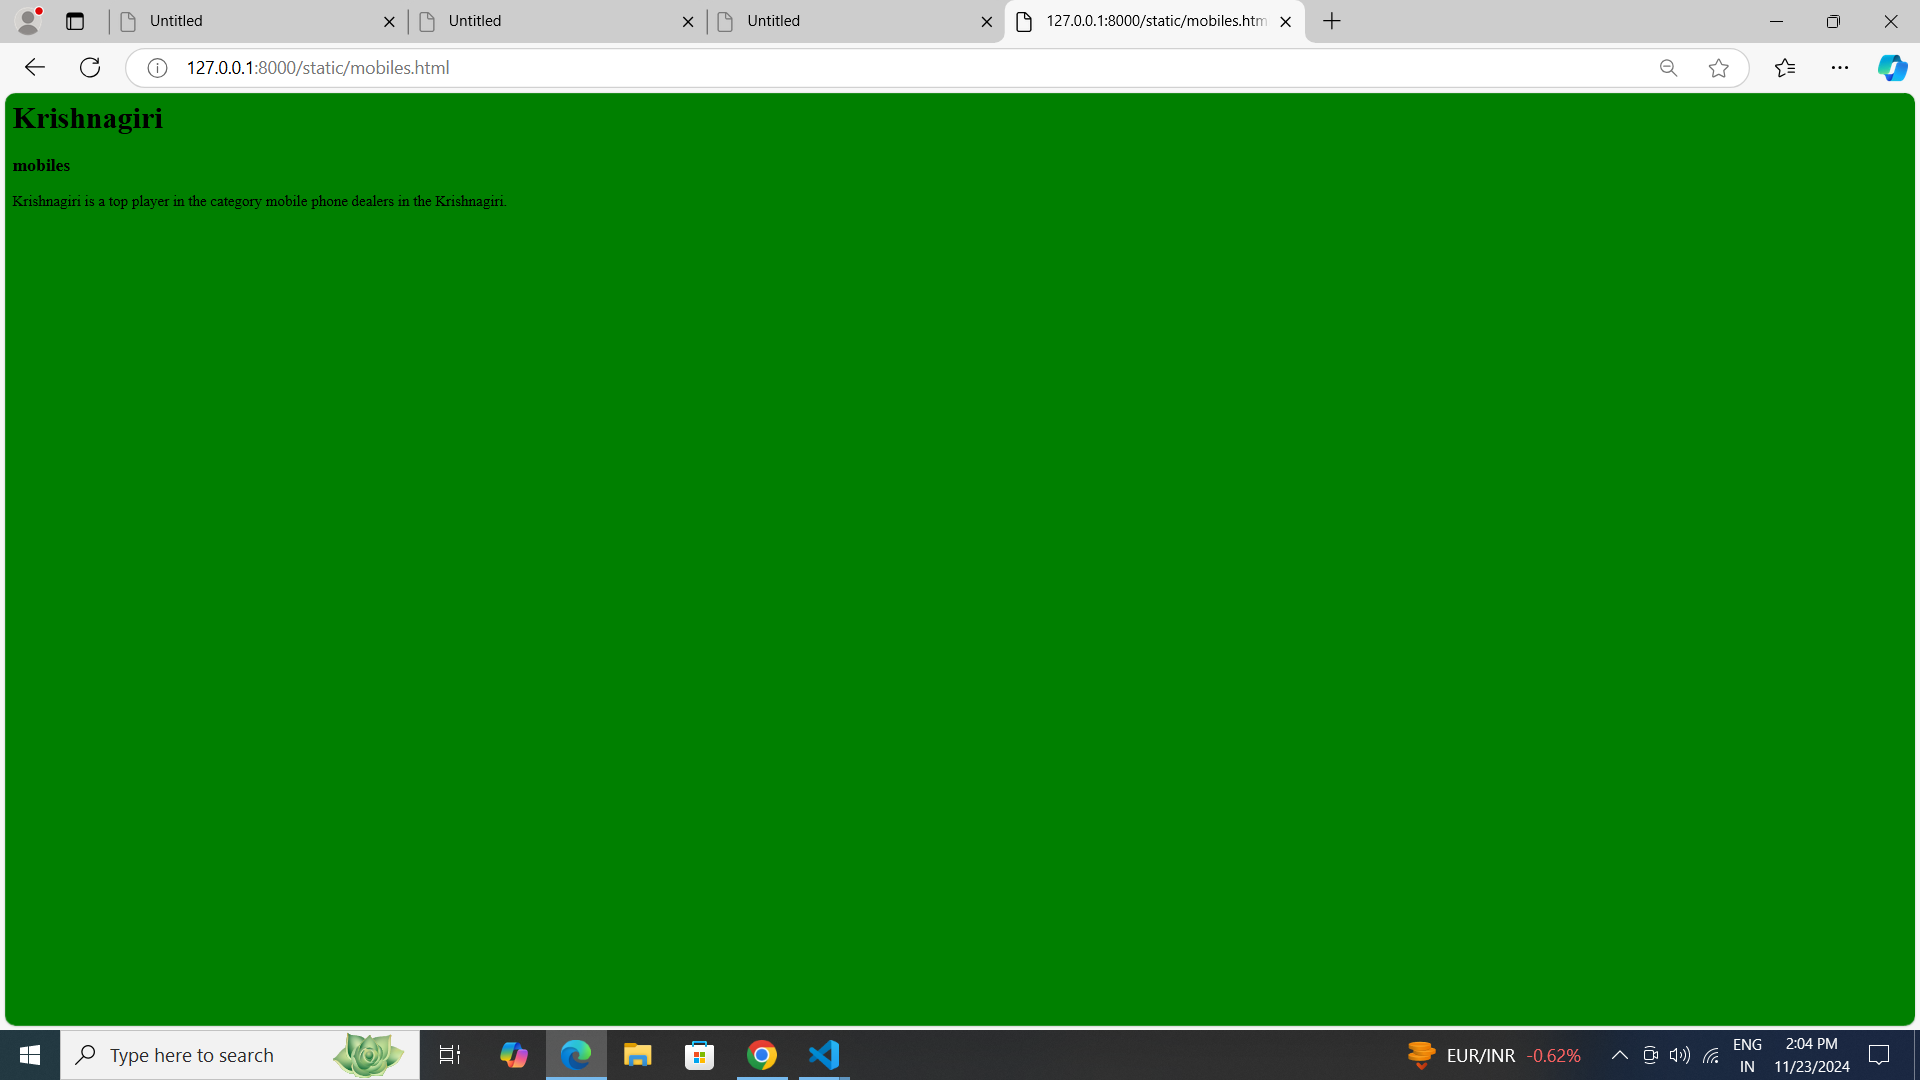 Untitled
Untitled
Untitled
127.0.0.1:8000/static/mobiles.htm
127.0.0.1:8000/static/mobiles.html
Krishnagiri
mobiles
Krishnagiri is a top player in the category mobile phone dealers in the Krishnagiri.
Type here to search
EUR/INR -0.62%
ENG
IN
2:04 PM
11/23/2024